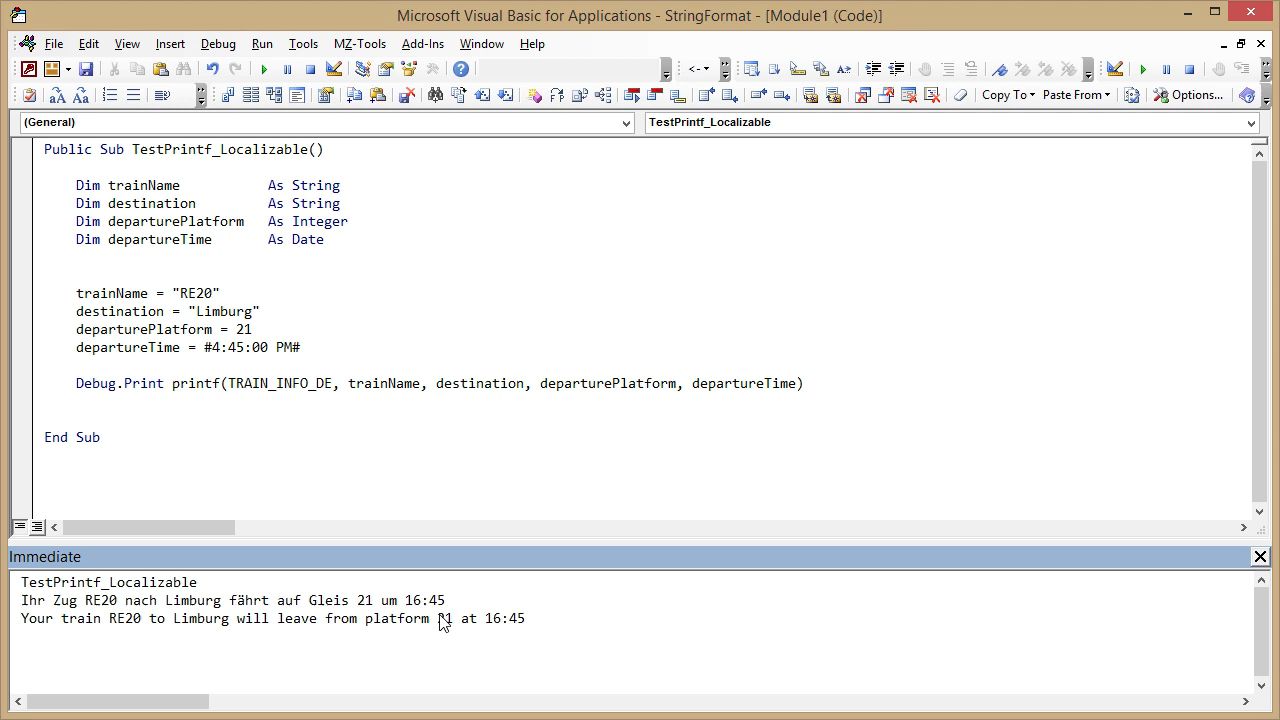 Microsoft Visual Basic for Applications - StringFormat - [Module1 (Code)]
File Edit View Insert Format Debug Run Tools MZ-Tools Add-Ins Window Help
<--
Copy To Paste From Options...
(General) TestPrintf_Localizable
Public Sub TestPrintf_Localizable()
Dim trainName As String
Dim destination As String
Dim departurePlatform As Integer
Dim departureTime As Date
trainName = "RE20"
destination = "Limburg"
departurePlatform = 21
departureTime = #4:45:00 PM#
Debug.Print printf(TRAIN_INFO_DE, trainName, destination, departurePlatform, departureTime)
End Sub
Immediate
TestPrintf_Localizable
Ihr Zug RE20 nach Limburg fährt auf Gleis 21 um 16:45
Your train RE20 to Limburg will leave from platform 21 at 16:45